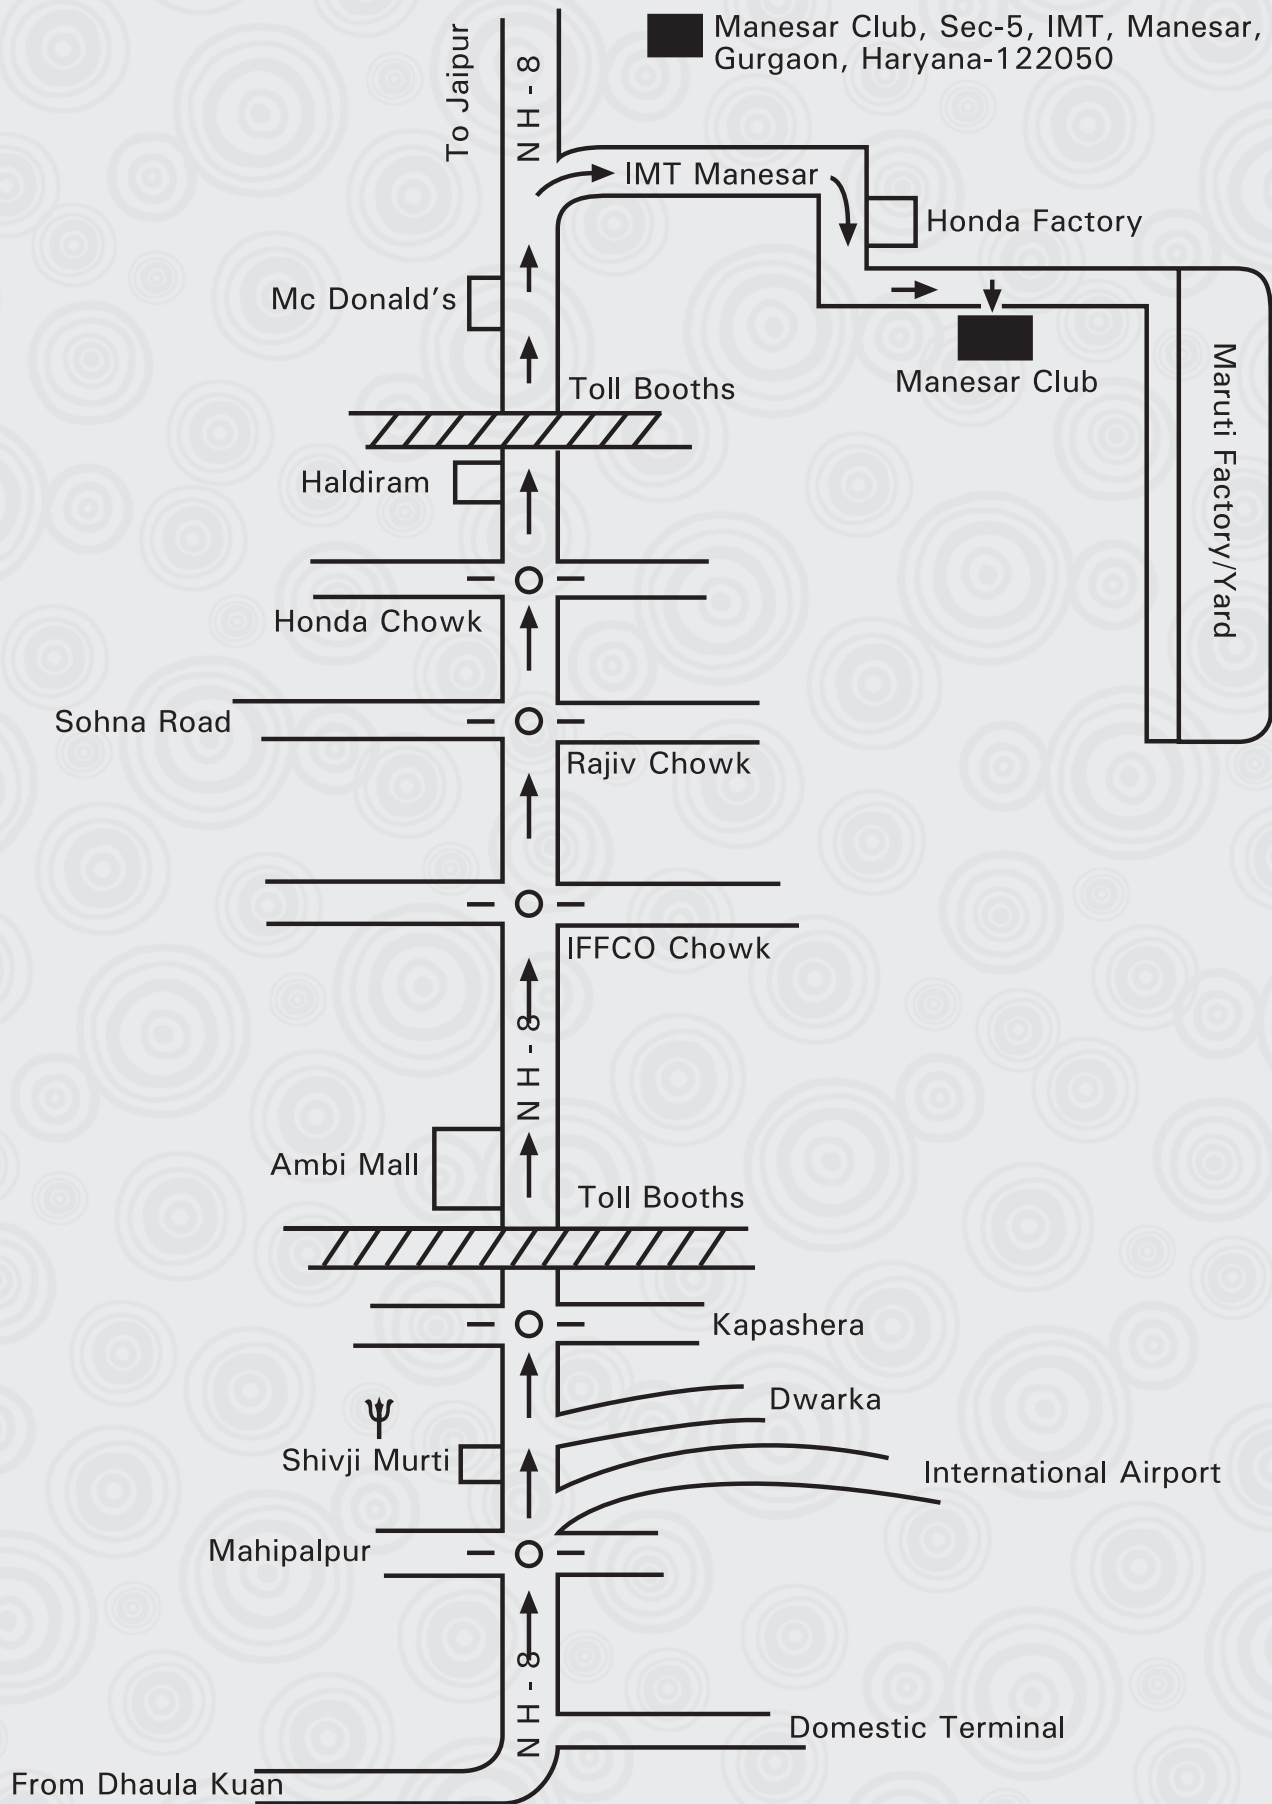 Manesar Club, Sec-5, IMT, Manesar,
Gurgaon, Haryana-122050
To Jaipur
NH-8
IMT Manesar
Honda Factory
Mc Donald's
Manesar Club
Toll Booths
Maruti Factory/Yard
Haldiram
Honda Chowk
Sohna Road
Rajiv Chowk
IFFCO Chowk
NH-8
Ambi Mall
Toll Booths
Kapashera
Dwarka
Shivji Murti
International Airport
Mahipalpur
NH-8
Domestic Terminal
From Dhaula Kuan